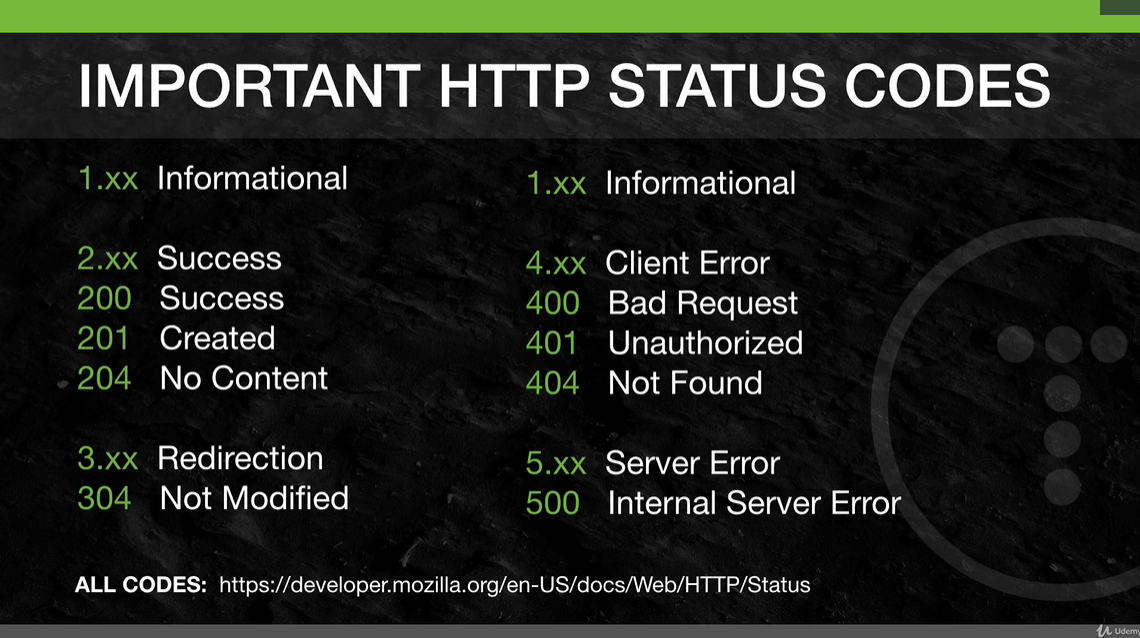 IMPORTANT HTTP STATUS CODES
1.xx Informational
2.xx Success
200 Success
201 Created
204 No Content
3.xx Redirection
304 Not Modified
1.xx Informational
4.xx Client Error
400 Bad Request
401 Unauthorized
404 Not Found
5.xx Server Error
500 Internal Server Error
ALL CODES: https://developer.mozilla.org/en-US/docs/Web/HTTP/Status
Udemy